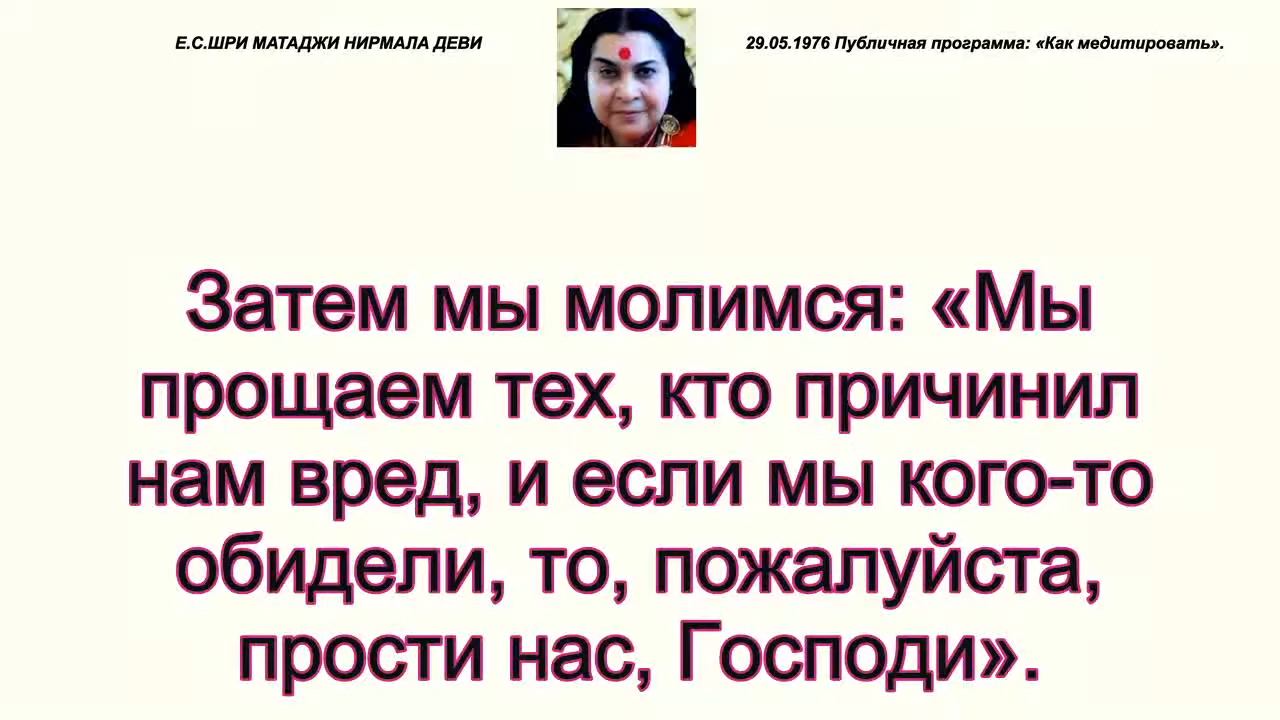 Е.С.ШРИ МАТАДЖИ НИРМАЛА ДЕВИ
29.05.1976 Публичная программа: «Как медитировать».
Затем мы молимся: «Мы
прощаем тех, кто причинил
нам вред, и если мы кого-то
обидели, то, пожалуйста,
прости нас, Господи».